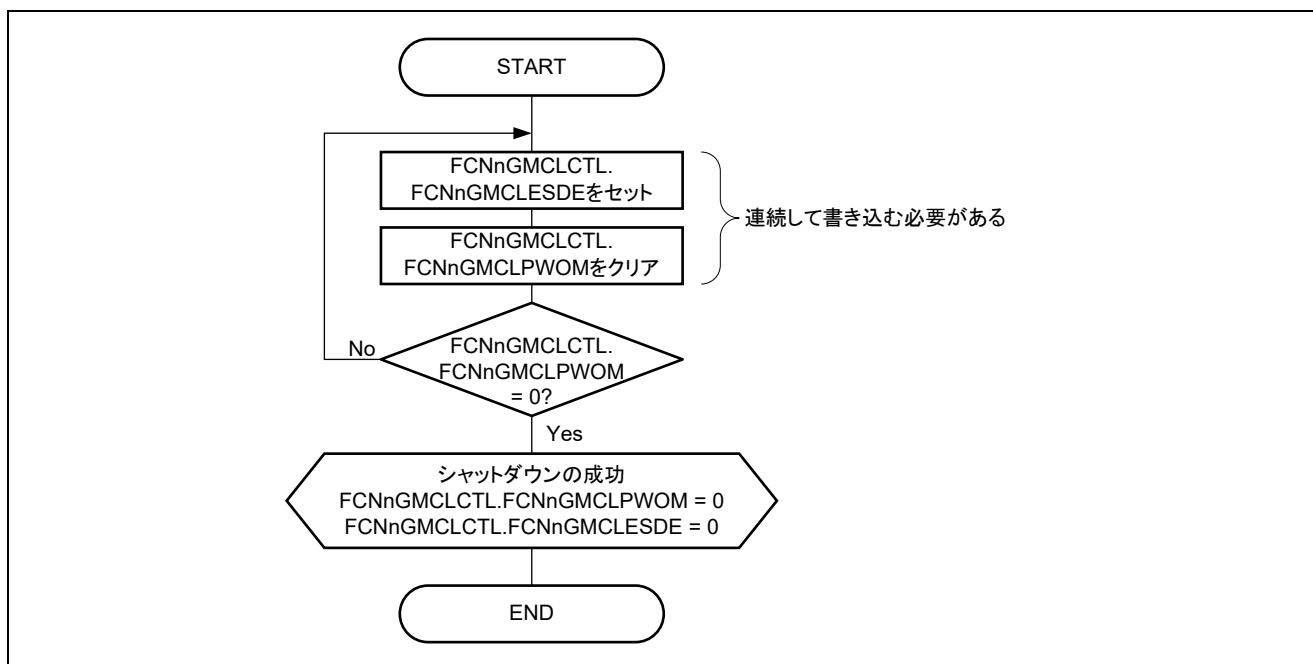 START
FCNnGMCLCTL.
FCNnGMCLESDEをセット
連続して書き込む必要がある
FCNnGMCLCTL.
FCNnGMCLPWOMをクリア
No
FCNnGMCLCTL.
FCNnGMCLPWOM
= 0?
Yes
シャットダウンの成功
FCNnGMCLCTL.FCNnGMCLPWOM = 0
FCNnGMCLCTL.FCNnGMCLESDE = 0
END